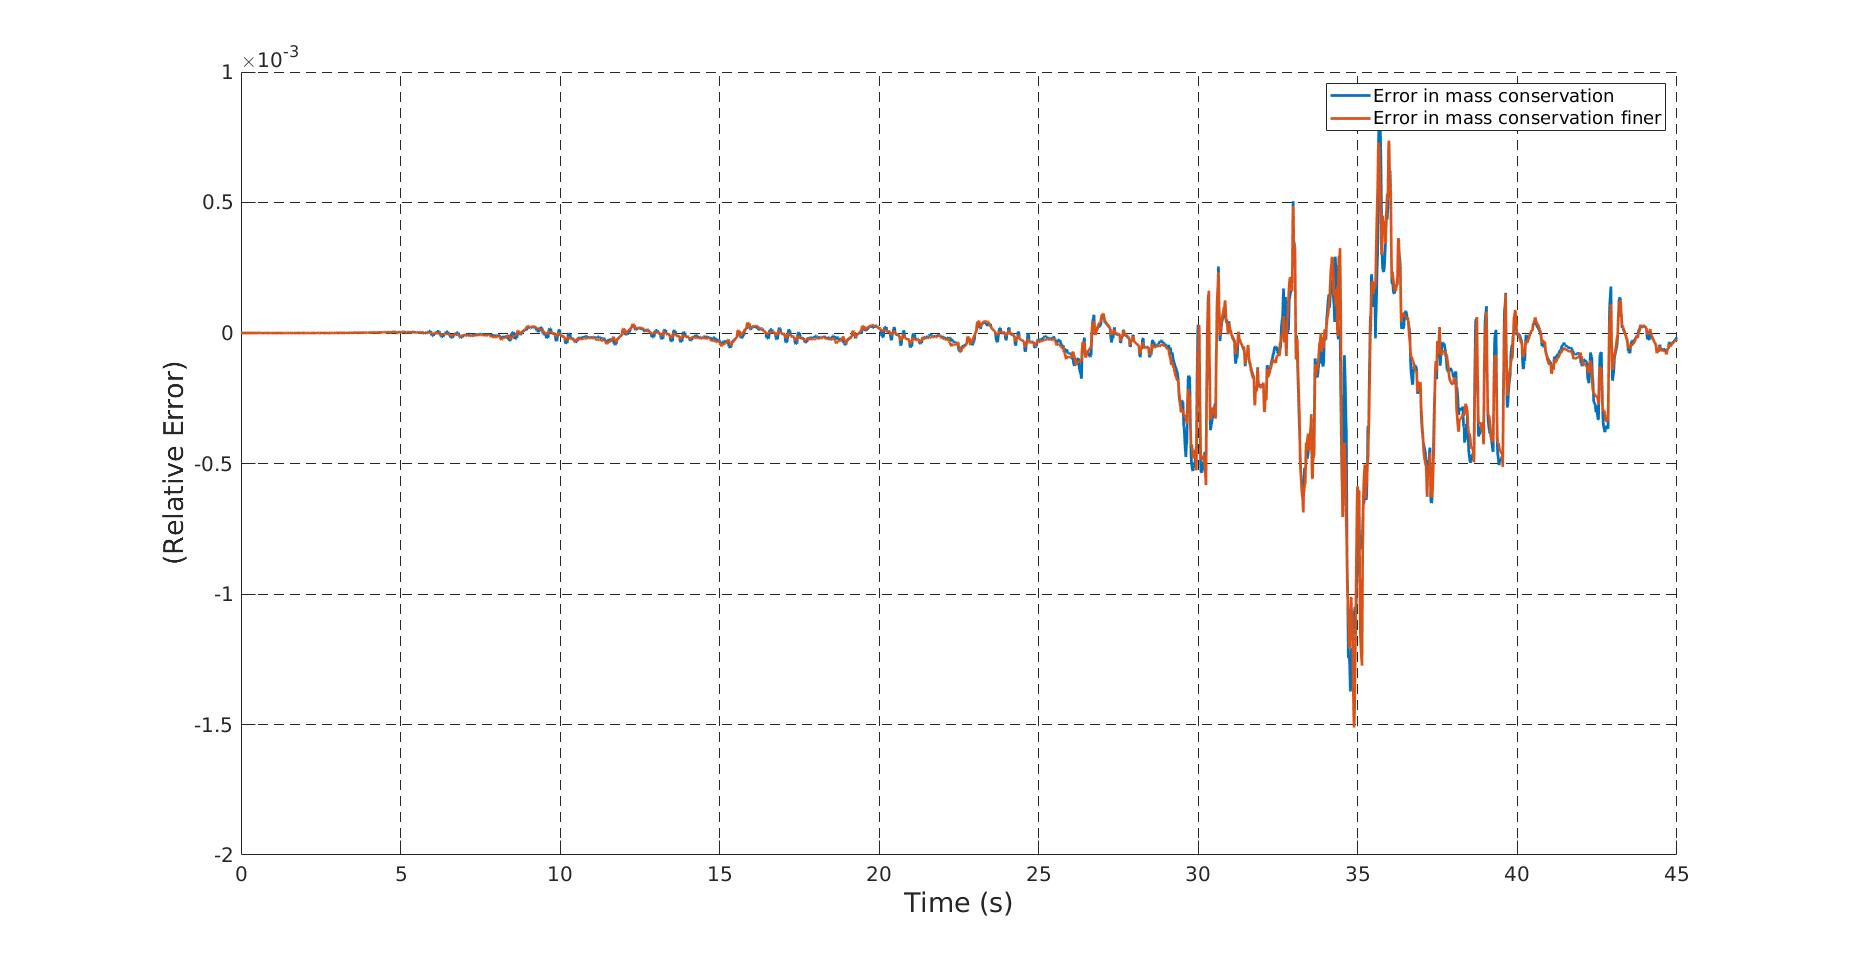 ×10-3
1
0.5
0
-0.5
-1
-1.5
-2
(Relative Error)
Error in mass conservation
Error in mass conservation finer
0 5 10 15 20 25 30 35 40 45
Time (s)